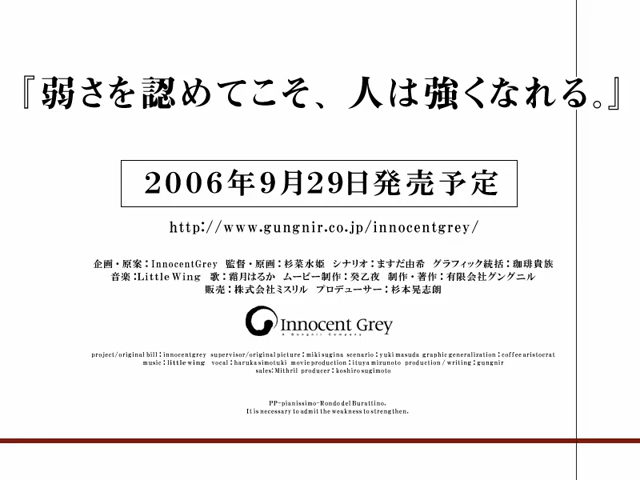 『弱さを認めてこそ、人は強くなれる。』
2006年9月29日発売予定
http://www.gungnir.co.jp/innocentgrey/
企画・原案：InnocentGrey 監督・原画：杉菜水姫 シナリオ：ますだ由希 グラフィック統括：珈琲貴族
音楽：Little Wing 歌：霜月はるか ムービー制作：癸乙夜 制作・著作：有限会社グングニル
販売：株式会社ミスリル プロデューサー：杉本晃志朗
Innocent Grey
A Gungnir Company
project/original bill : innocentgrey supervisor/original picture : miki sugina scenario : yuki masuda graphic generalization : coffee aristocrat
music : little wing vocal : haruka simotuki movie production : ituya mizunoto production / writing : gungnir
sales: Mithril producer : koshiro sugimoto
PP-pianissimo-Rondo del Burattino.
It is necessary to admit the weakness to strengthen.